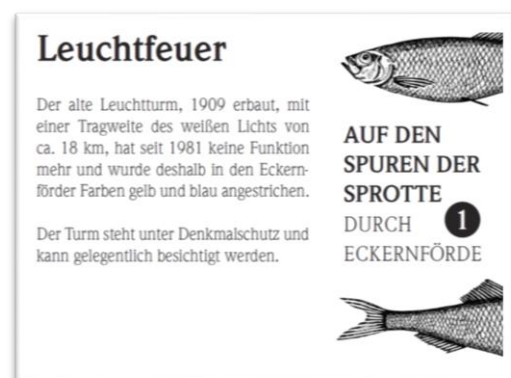 Leuchtfeuer
Der alte Leuchtturm, 1909 erbaut, mit
einer Tragweite des weißen Lichts von
ca. 18 km, hat seit 1981 keine Funktion
mehr und wurde deshalb in den Eckern-
förder Farben gelb und blau angestrichen.
Der Turm steht unter Denkmalschutz und
kann gelegentlich besichtigt werden.
AUF DEN
SPUREN DER
SPROTTE
DURCH 1
ECKERNFÖRDE